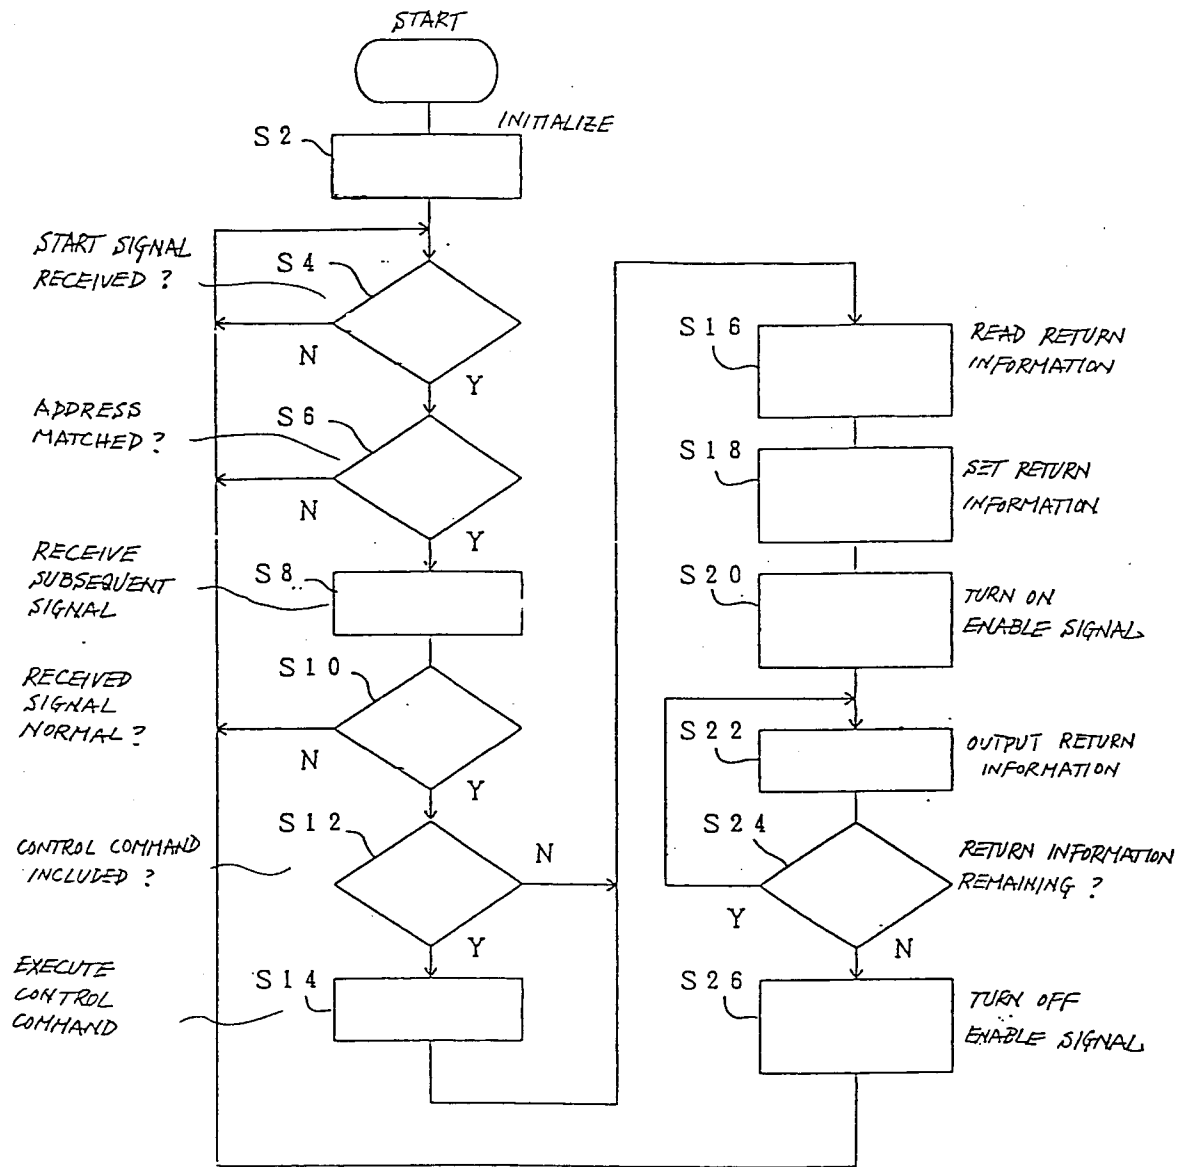 START
INITIALIZE
S2
START SIGNAL
RECEIVED ?
S4
N
Y
ADDRESS
MATCHED ?
S6
N
Y
RECEIVE
SUBSEQUENT
SIGNAL
S8
RECEIVED
SIGNAL
NORMAL ?
S10
N
Y
CONTROL COMMAND
INCLUDED ?
S12
N
Y
EXECUTE
CONTROL
COMMAND
S14
S16
READ RETURN
INFORMATION
S18
SET RETURN
INFORMATION
S20
TURN ON
ENABLE SIGNAL
S22
OUTPUT RETURN
INFORMATION
S24
RETURN INFORMATION
REMAINING ?
Y
N
S26
TURN OFF
ENABLE SIGNAL